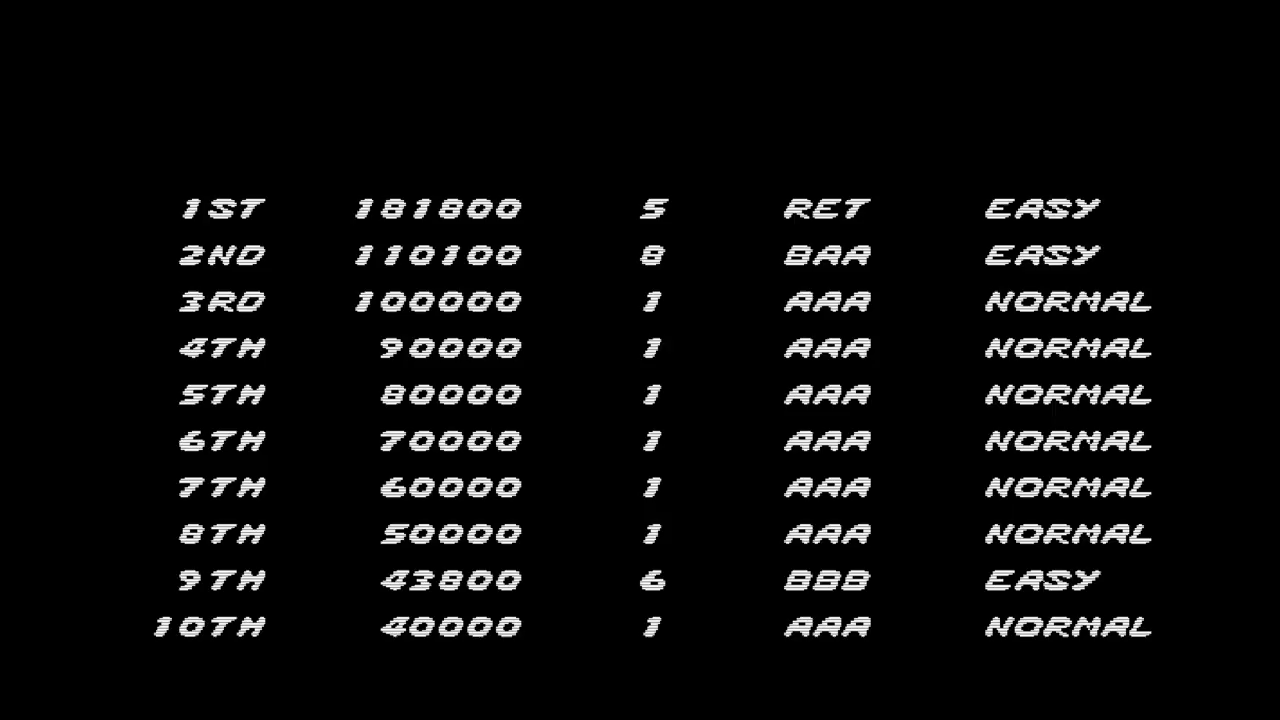 1ST 181800 5 RET EASY
2ND 110100 8 BAA EASY
3RD 100000 1 AAA NORMAL
4TH 90000 1 AAA NORMAL
5TH 80000 1 AAA NORMAL
6TH 70000 1 AAA NORMAL
7TH 60000 1 AAA NORMAL
8TH 50000 1 AAA NORMAL
9TH 43800 6 BBB EASY
10TH 40000 1 AAA NORMAL